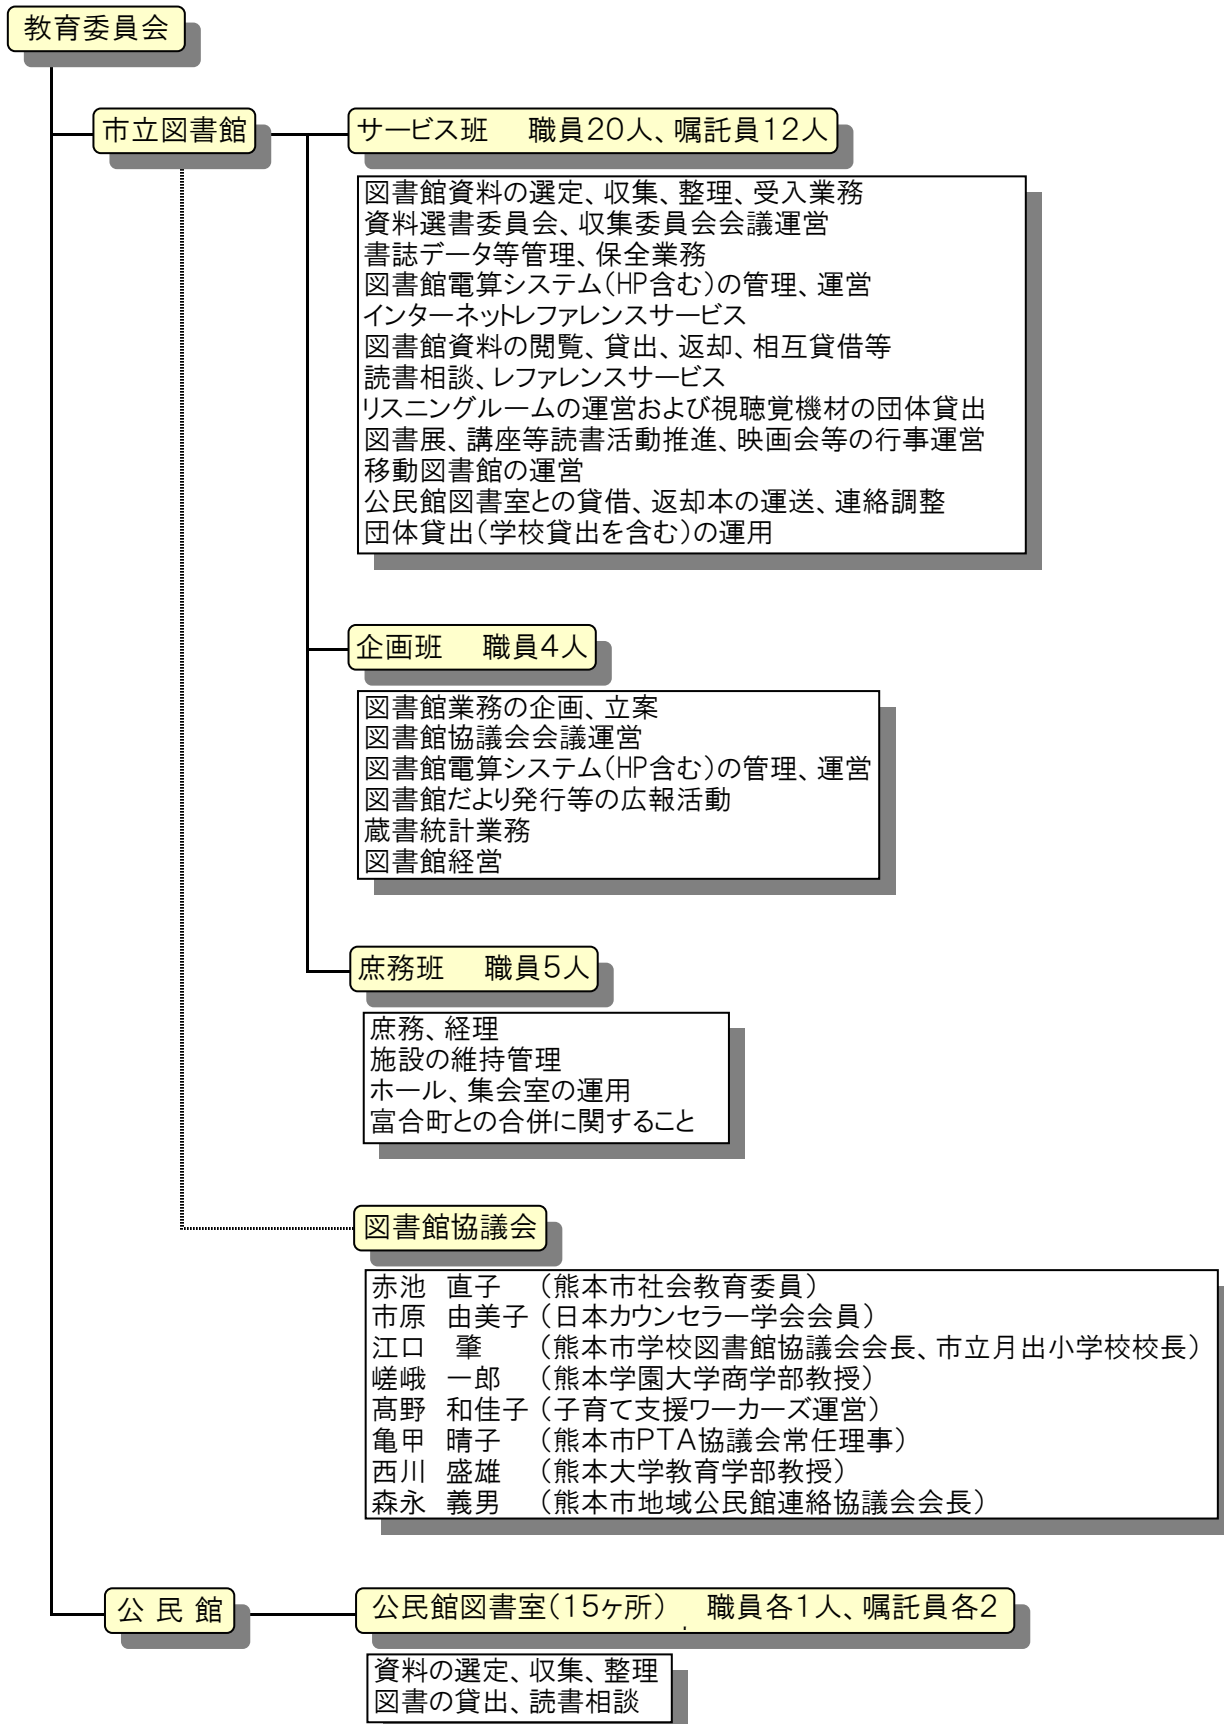 教育委員会
市立図書館
サービス班　職員20人、嘱託員12人
図書館資料の選定、収集、整理、受入業務
資料選書委員会、収集委員会会議運営
書誌データ等管理、保全業務
図書館電算システム(HP含む)の管理、運営
インターネットレファレンスサービス
図書館資料の閲覧、貸出、返却、相互貸借等
読書相談、レファレンスサービス
リスニングルームの運営および視聴覚機材の団体貸出
図書展、講座等読書活動推進、映画会等の行事運営
移動図書館の運営
公民館図書室との貸借、返却本の運送、連絡調整
団体貸出(学校貸出を含む)の運用
企画班　職員4人
図書館業務の企画、立案
図書館協議会会議運営
図書館電算システム(HP含む)の管理、運営
図書館だより発行等の広報活動
蔵書統計業務
図書館経営
庶務班　職員5人
庶務、経理
施設の維持管理
ホール、集会室の運用
富合町との合併に関すること
図書館協議会
赤池　直子　(熊本市社会教育委員)
市原　由美子(日本カウンセラー学会会員)
江口　肇　(熊本市学校図書館協議会会長、市立月出小学校校長)
嵯峨　一郎　(熊本学園大学商学部教授)
髙野　和佳子(子育て支援ワーカーズ運営)
亀甲　晴子　(熊本市PTA協議会常任理事)
西川　盛雄　(熊本大学教育学部教授)
森永　義男　(熊本市地域公民館連絡協議会会長)
公 民 館
公民館図書室(15ヶ所)　職員各1人、嘱託員各2
資料の選定、収集、整理
図書の貸出、読書相談